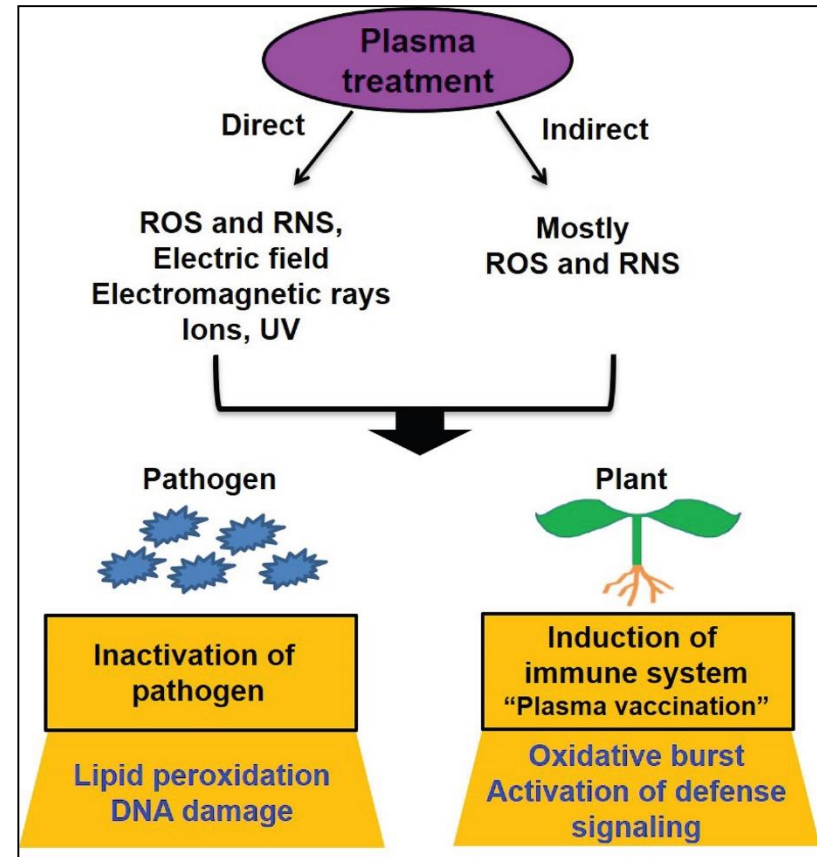 Plasma
treatment
Direct
Indirect
ROS and RNS,
Electric field
Electromagnetic rays
Ions, UV
Mostly
ROS and RNS
Pathogen
Plant
Inactivation of
pathogen
Induction of
immune system
“Plasma vaccination”
Lipid peroxidation
DNA damage
Oxidative burst
Activation of defense
signaling